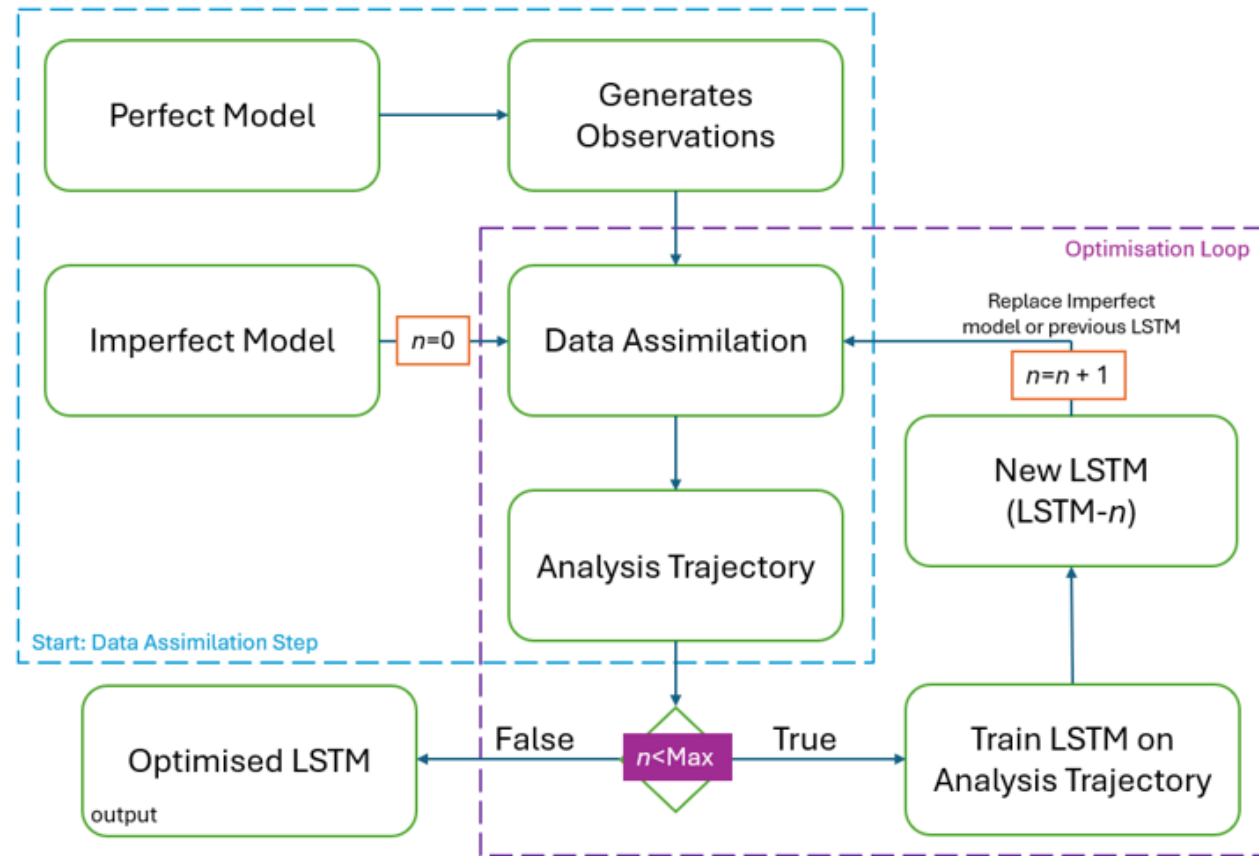 Perfect Model
Generates
Observations
Optimisation Loop
Imperfect Model
n=0
Data Assimilation
Replace Imperfect
model or previous LSTM
n=n + 1
New LSTM
(LSTM-n)
Analysis Trajectory
Start: Data Assimilation Step
Optimised LSTM
output
False
n<Max
True
Train LSTM on
Analysis Trajectory